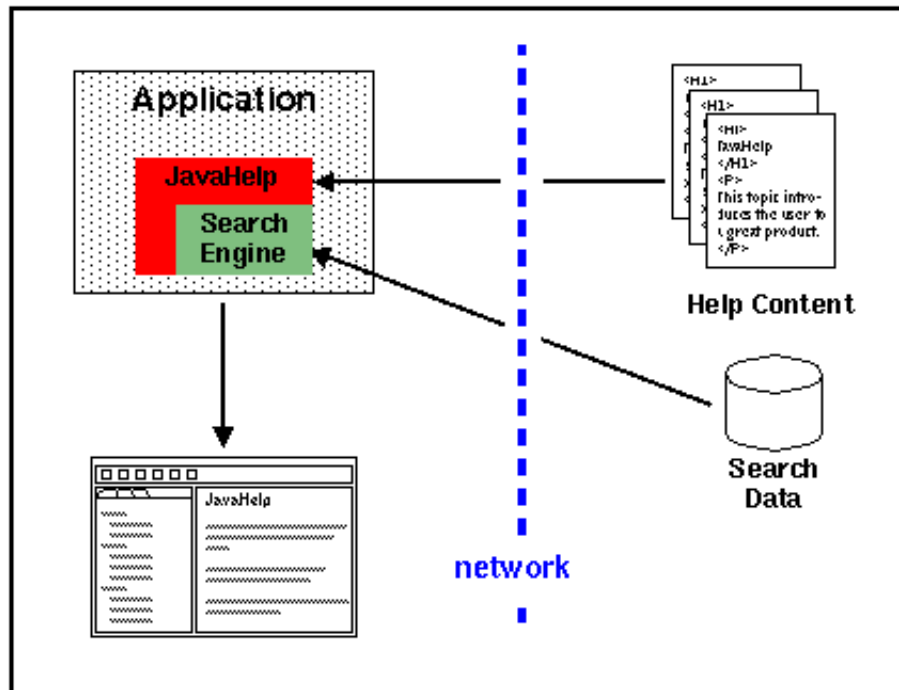 Application
JavaHelp
Search
Engine
<H1>
<H1>
<H1>
JavaHelp
</H1>
<P>
This topic intro-
duces the user to
a great product.
</P>
Help Content
Search
Data
JavaHelp
network